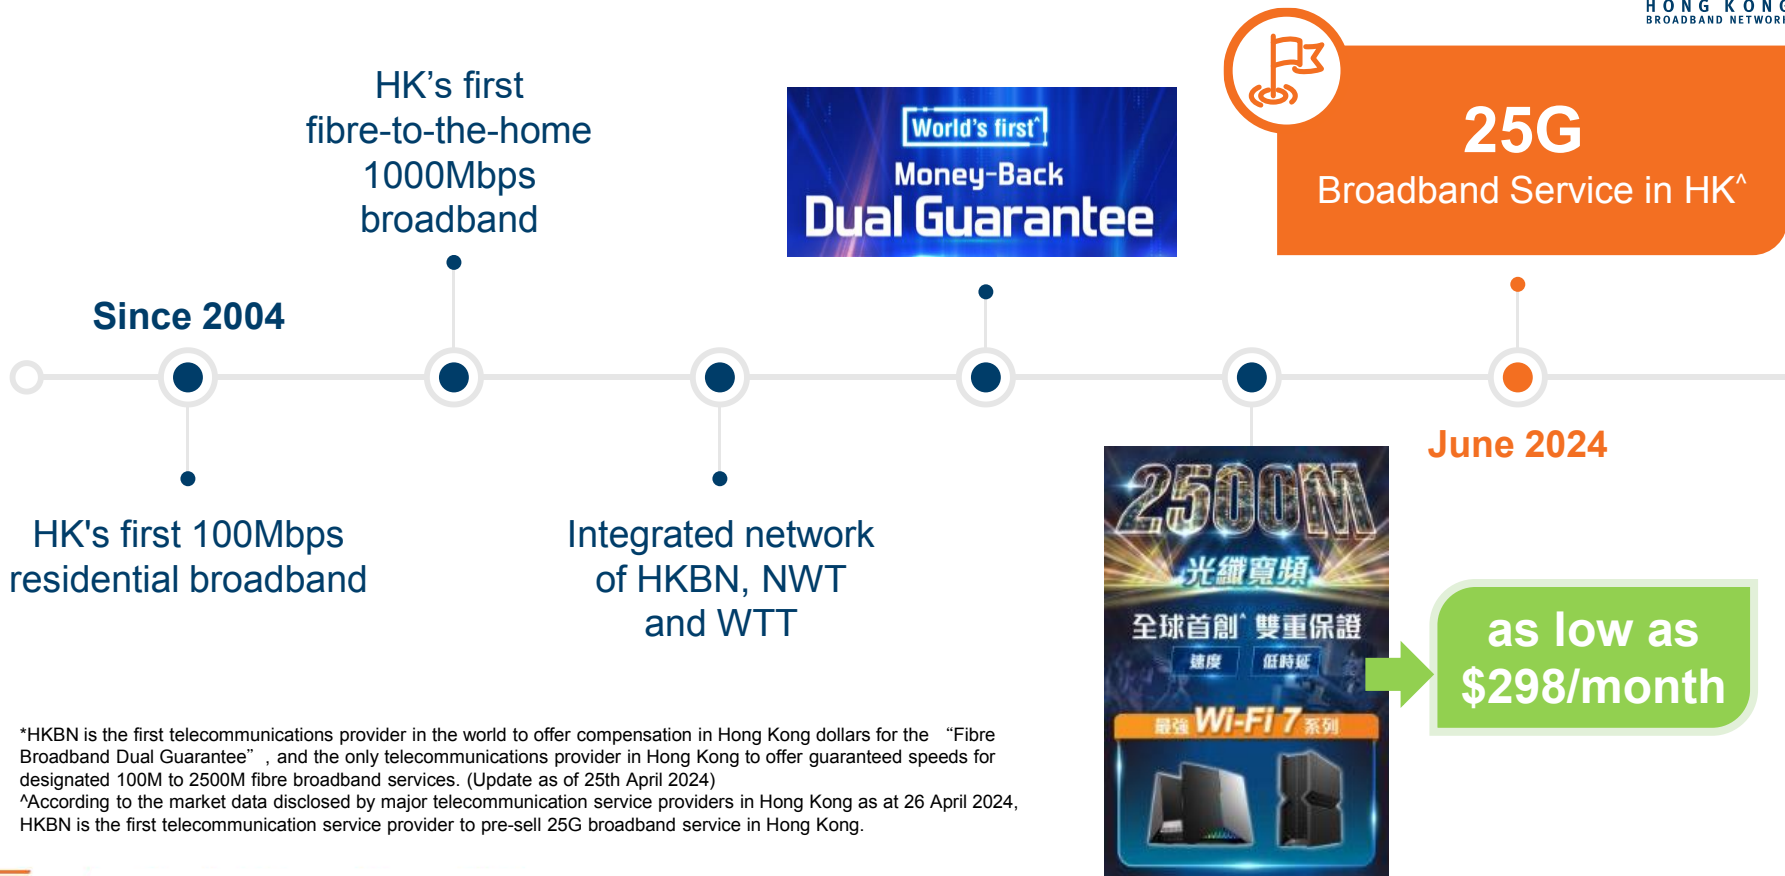 HONG KONG
BROADBAND NETWORK
HK’s first
fibre-to-the-home
1000Mbps
broadband
World's first^
Money-Back
Dual Guarantee
25G
Broadband Service in HK^
Since 2004
June 2024
HK's first 100Mbps
residential broadband
Integrated network
of HKBN, NWT
and WTT
2500M
光纖寬頻
全球首創^ 雙重保證
速度 低時延
最強 Wi-Fi 7 系列
as low as
$298/month
*HKBN is the first telecommunications provider in the world to offer compensation in Hong Kong dollars for the “Fibre
Broadband Dual Guarantee”, and the only telecommunications provider in Hong Kong to offer guaranteed speeds for
designated 100M to 2500M fibre broadband services. (Update as of 25th April 2024)
^According to the market data disclosed by major telecommunication service providers in Hong Kong as at 26 April 2024,
HKBN is the first telecommunication service provider to pre-sell 25G broadband service in Hong Kong.